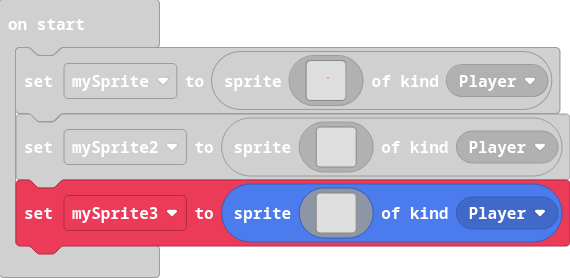 on start
set mySprite to sprite of kind Player
set mySprite2 to sprite of kind Player
set mySprite3 to sprite of kind Player